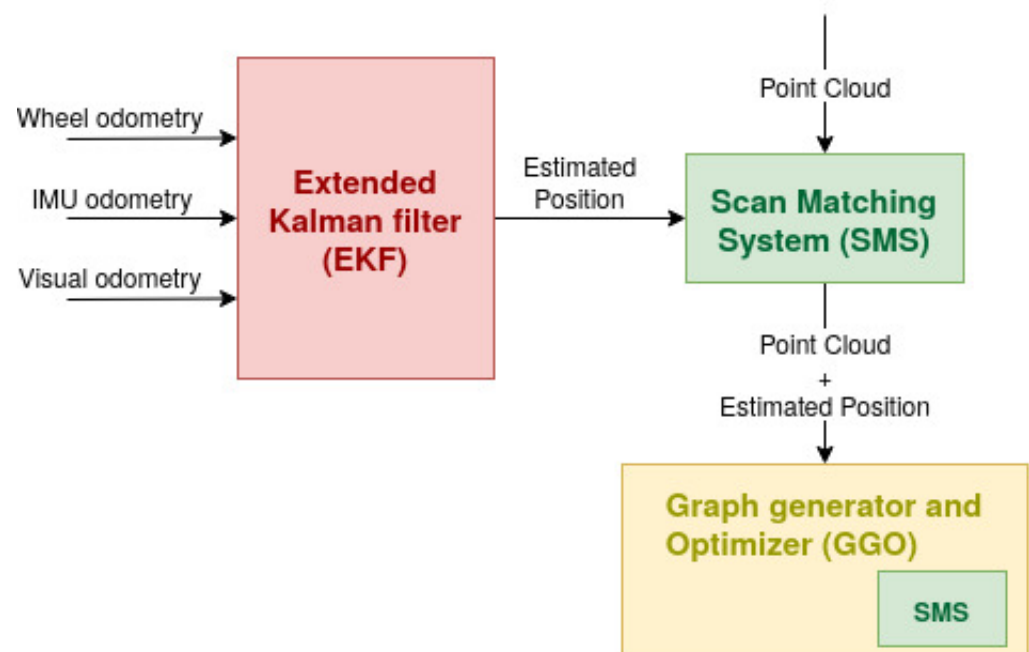 Point Cloud
Wheel odometry
IMU odometry
Visual odometry
Extended
Kalman filter
(EKF)
Estimated
Position
Scan Matching
System (SMS)
Point Cloud
+
Estimated Position
Graph generator and
Optimizer (GGO)
SMS